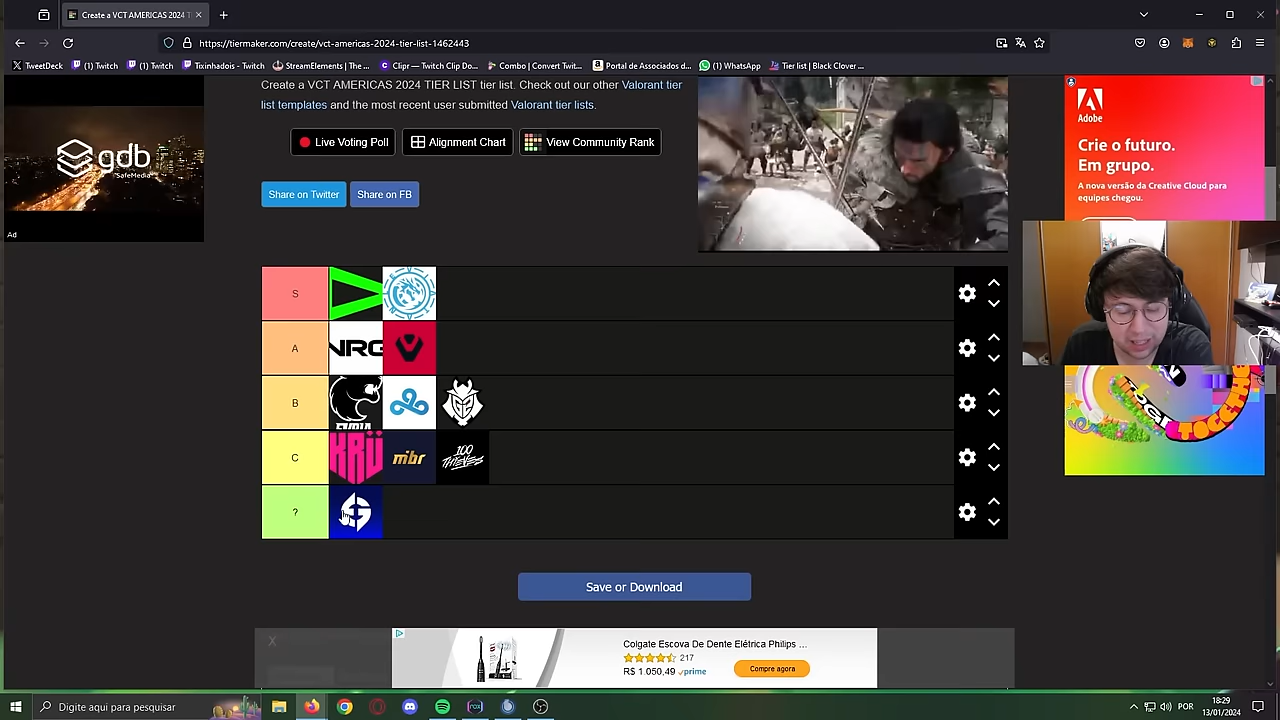 Create a VCT AMERICAS 2024 T
https://tiermaker.com/create/vct-americas-2024-tier-list-1462443
TweetDeck
(1) Twitch
(1) Twitch
Tixinhadois - Twitch
StreamElements | The ...
Clipr — Twitch Clip Do...
Combo | Convert Twit...
Portal de Associados d...
(1) WhatsApp
Tier list | Black Clover ...
Create a VCT AMERICAS 2024 TIER LIST tier list. Check out our other Valorant tier
list templates and the most recent user submitted Valorant tier lists.
Live Voting Poll
Alignment Chart
View Community Rank
Share on Twitter
Share on FB
gdb
"SafeMedia"
Ad
Adobe
Crie o futuro.
Em grupo.
A nova versão da Creative Cloud para
equipes chegou.
S
A
NRG
B
FURIA
C
KRÜ
mibr
100
THIEVES
?
TOGETHE
Save or Download
X
Colgate Escova De Dente Elétrica Philips ...
217
R$ 1.050,49
prime
Compre agora
Digite aqui para pesquisar
POR
18:29
13/01/2024